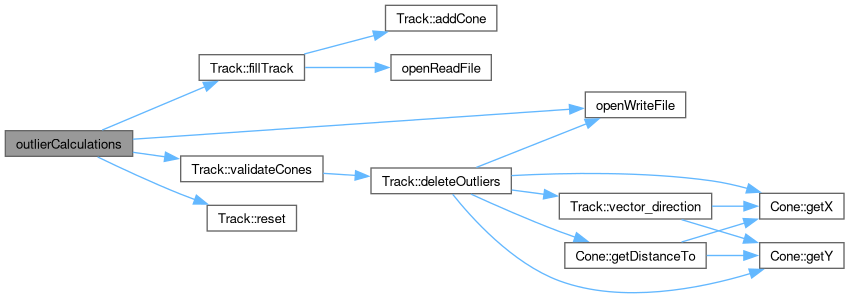 outlierCalculations
Track::fillTrack
Track::addCone
openReadFile
openWriteFile
Track::validateCones
Track::deleteOutliers
Track::reset
Track::vector_direction
Cone::getDistanceTo
Cone::getX
Cone::getY